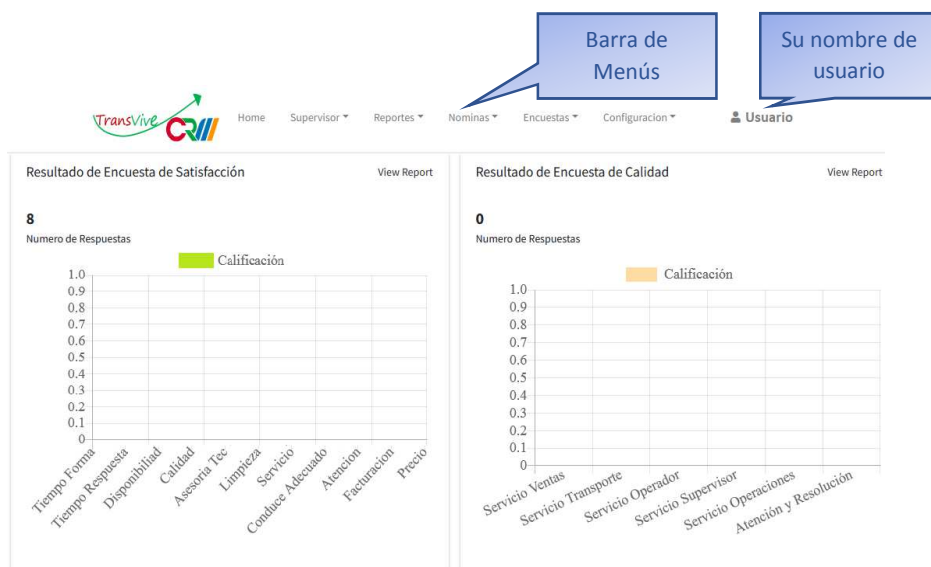 Barra de
Menús
Su nombre de
usuario
TransVive
CRM
Home Supervisor Reportes Nominas Encuestas Configuracion Usuario
Resultado de Encuesta de Satisfacción View Report
8
Numero de Respuestas
Calificación
1.0
0.9
0.8
0.7
0.6
0.5
0.4
0.3
0.2
0.1
0
Tiempo Forma
Tiempo Respuesta
Disponibiliad
Calidad
Asesoria Tec
Limpieza
Servicio
Conduce Adecuado
Atencion
Facturacion
Precio
Resultado de Encuesta de Calidad View Report
0
Numero de Respuestas
Calificación
1.0
0.9
0.8
0.7
0.6
0.5
0.4
0.3
0.2
0.1
0
Servicio Ventas
Servicio Transporte
Servicio Operador
Servicio Supervisor
Servicio Operaciones
Atención y Resolución